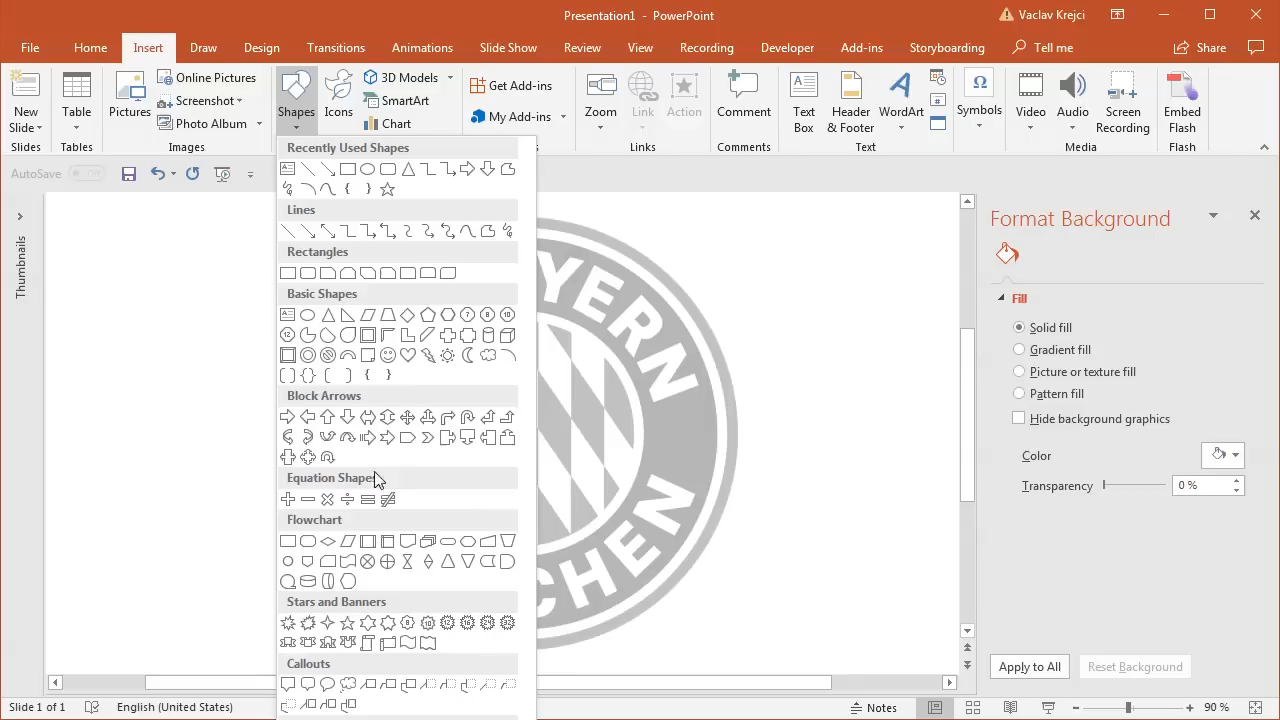 Presentation1 - PowerPoint
Vaclav Krejci
File Home Insert Draw Design Transitions Animations Slide Show Review View Recording Developer Add-ins Storyboarding Tell me Share
New Slide
Slides
Table
Tables
Pictures
Online Pictures
Screenshot
Photo Album
Images
Shapes
Icons
3D Models
SmartArt
Chart
Get Add-ins
My Add-ins
Zoom
Link
Action
Links
Comment
Comments
Text Box
Header & Footer
WordArt
Text
Symbols
Video
Audio
Screen Recording
Media
Embed Flash
Flash
AutoSave
Off
Recently Used Shapes
Lines
Rectangles
Basic Shapes
Block Arrows
Equation Shapes
Flowchart
Stars and Banners
Callouts
Thumbnails
YERN
CHEN
Format Background
Fill
Solid fill
Gradient fill
Picture or texture fill
Pattern fill
Hide background graphics
Color
Transparency 0 %
Apply to All
Reset Background
Slide 1 of 1
English (United States)
Notes
90 %